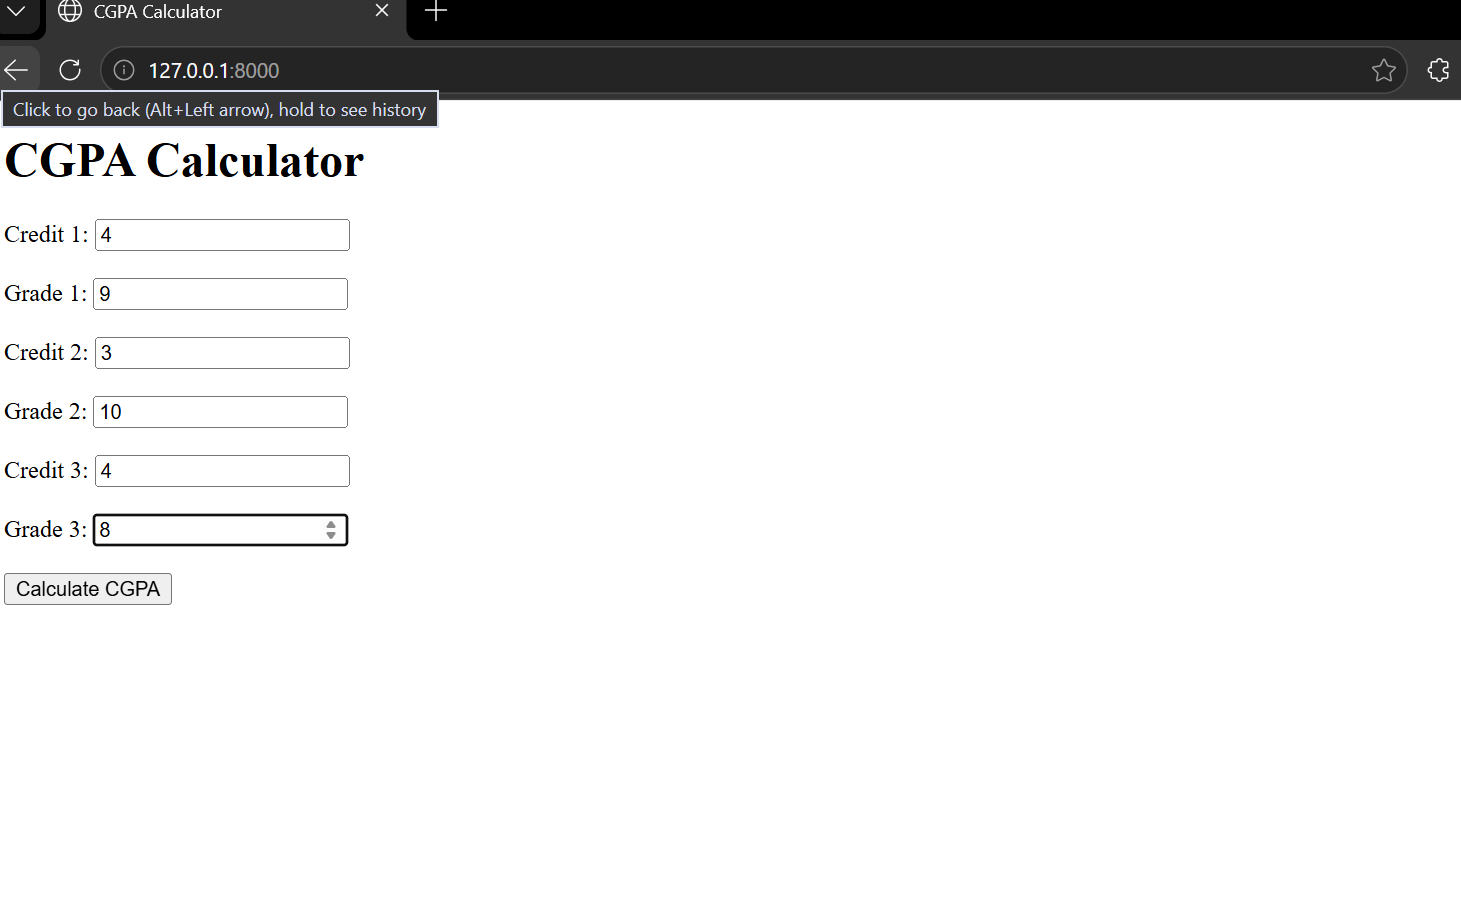 CGPA Calculator
127.0.0.1:8000
Click to go back (Alt+Left arrow), hold to see history
CGPA Calculator
Credit 1: 4
Grade 1: 9
Credit 2: 3
Grade 2: 10
Credit 3: 4
Grade 3: 8
Calculate CGPA